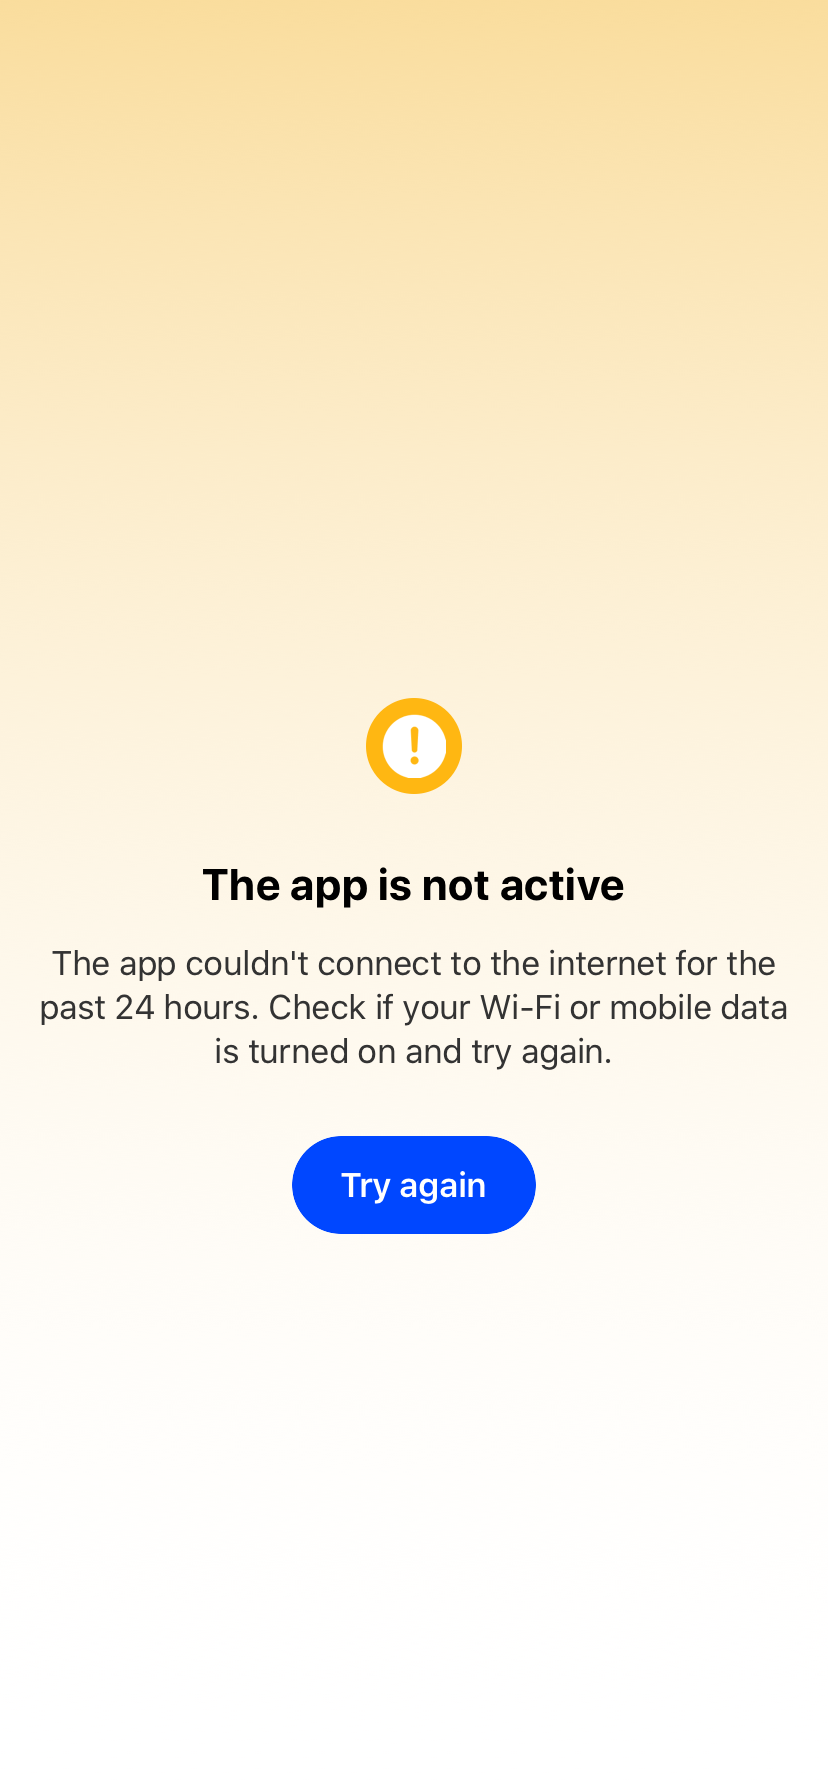 The app is not active
The app couldn't connect to the internet for the
past 24 hours. Check if your Wi-Fi or mobile data
is turned on and try again.
Try again